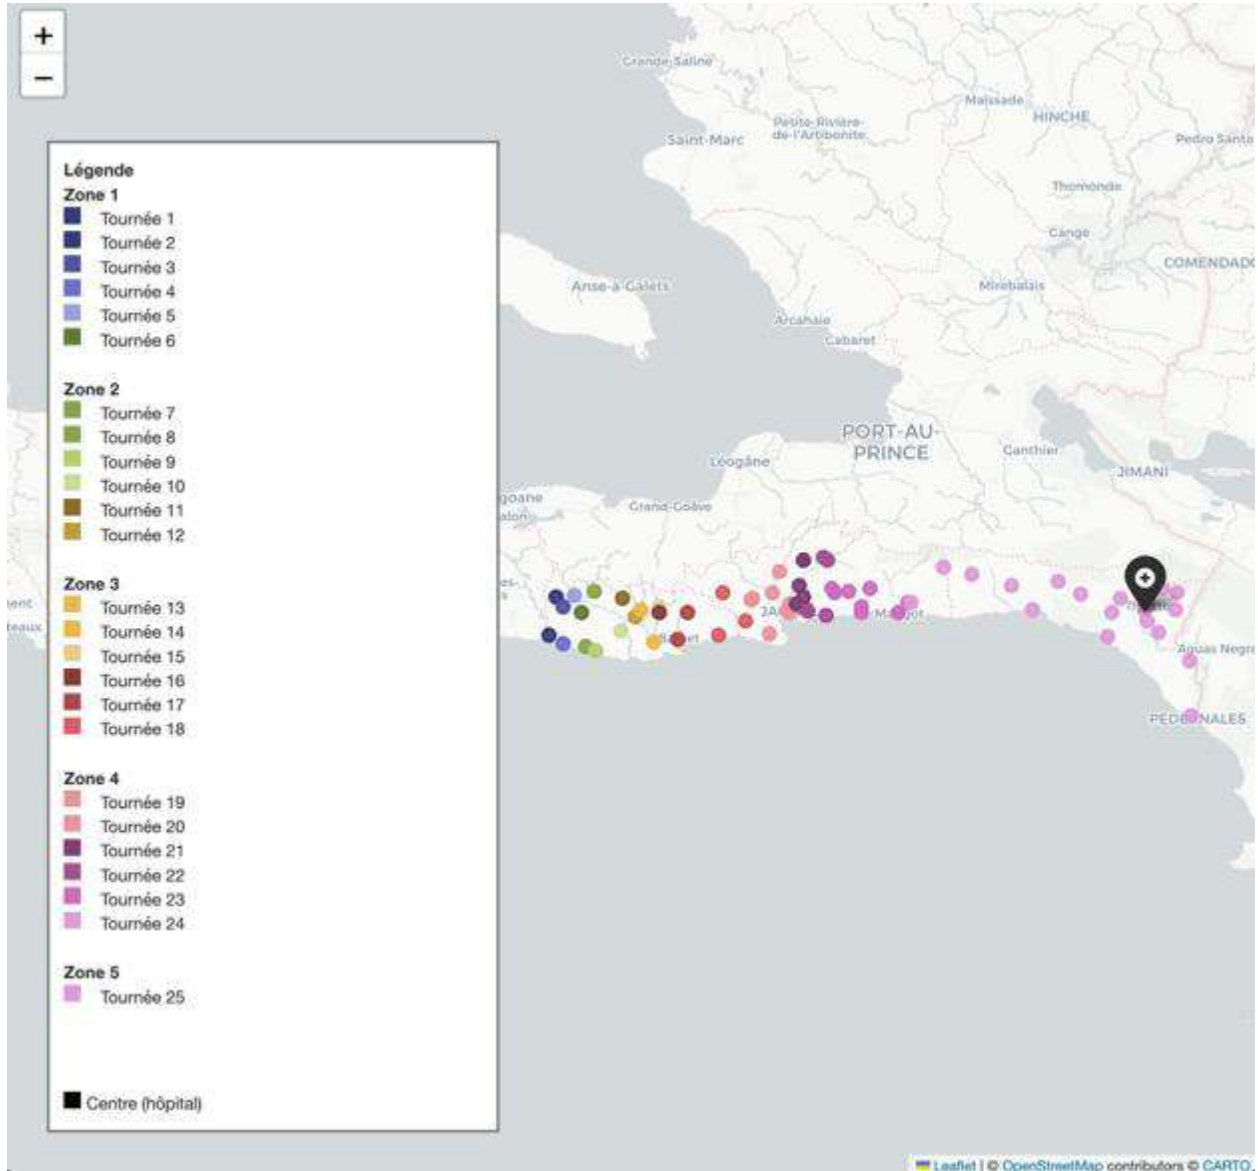 +
−
Légende
Zone 1
Tournée 1
Tournée 2
Tournée 3
Tournée 4
Tournée 5
Tournée 6
Zone 2
Tournée 7
Tournée 8
Tournée 9
Tournée 10
Tournée 11
Tournée 12
Zone 3
Tournée 13
Tournée 14
Tournée 15
Tournée 16
Tournée 17
Tournée 18
Zone 4
Tournée 19
Tournée 20
Tournée 21
Tournée 22
Tournée 23
Tournée 24
Zone 5
Tournée 25
Centre (hôpital)
Grande-Saline
Maissade
HINCHE
Petite-Rivière-
de-l'Artibonite
Saint-Marc
Pedro Santa
Thomonde
Cange
COMENDADO
Anse-à-Galets
Mirebalais
Arcahaie
Cabaret
PORT-AU-
PRINCE
Ganthier
Léogâne
JIMANI
goane
Grand-Goâve
Aguas Negra
Leaflet | © OpenStreetMap contributors © CARTO